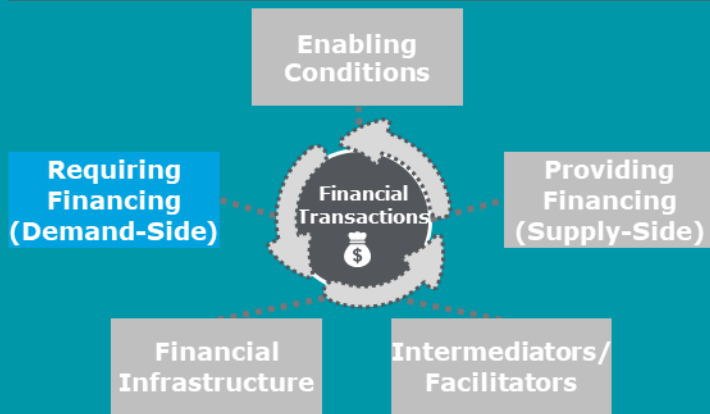 Enabling
Conditions
Requiring
Financing
(Demand-Side)
Financial
Transactions
$
Providing
Financing
(Supply-Side)
Financial
Infrastructure
Intermediators/
Facilitators